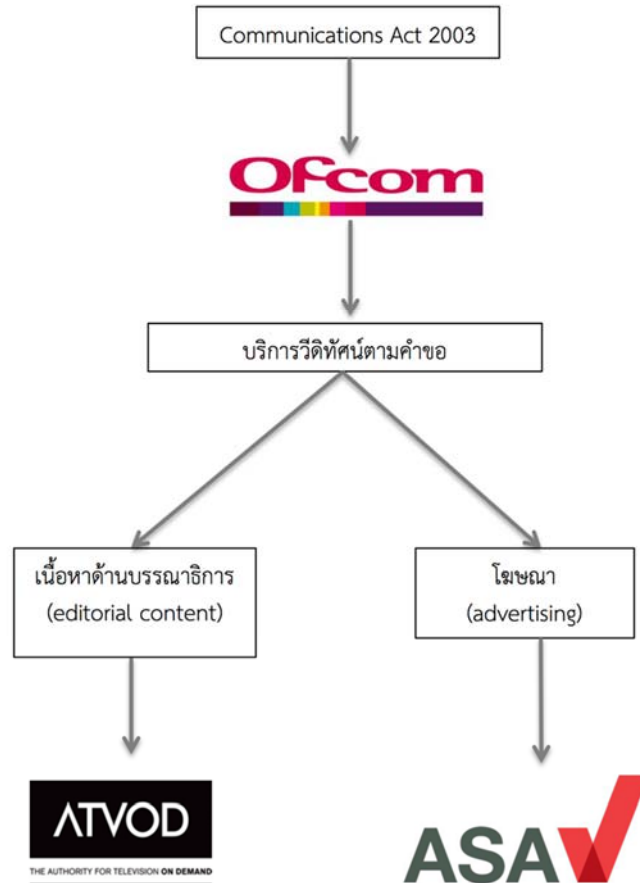 Communications Act 2003
Ofcom
บริการวีดิทัศน์ตามคำขอ
เนื้อหาด้านบรรณาธิการ
(editorial content)
โฆษณา
(advertising)
ATVOD
THE AUTHORITY FOR TELEVISION ON DEMAND
ASA